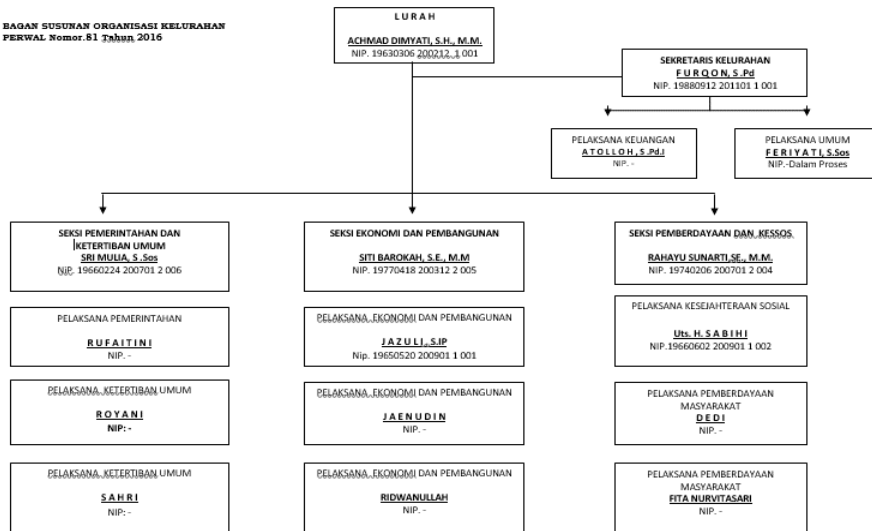 BAGAN SUSUNAN ORGANISASI KELURAHAN
PERWAL Nomor.81 Tahun 2016
LURAH
ACHMAD DIMYATI, S.H., M.M.
NIP. 19630306 200212 1 001
SEKRETARIS KELURAHAN
FURQON, S.Pd
NIP. 19880912 201101 1 001
PELAKSANA KEUANGAN
ATOLLOH, S.Pd.I
NIP. -
PELAKSANA UMUM
FERIYATI, S.Sos
NIP.-Dalam Proses
SEKSI PEMERINTAHAN DAN
KETERTIBAN UMUM
SRI MULIA, S .Sos
NIP. 19660224 200701 2 006
SEKSI EKONOMI DAN PEMBANGUNAN
SITI BAROKAH, S.E., M.M
NIP. 19770418 200312 2 005
SEKSI PEMBERDAYAAN DAN KESSOS
RAHAYU SUNARTI,SE., M.M.
NIP. 19740206 200701 2 004
PELAKSANA PEMERINTAHAN
RUFAITINI
NIP. -
PELAKSANA EKONOMI DAN PEMBANGUNAN
JAZULI, S.IP
Nip. 19650520 200901 1 001
PELAKSANA KESEJAHTERAAN SOSIAL
Uts. H. SABIHI
NIP.19660602 200901 1 002
PELAKSANA KETERTIBAN UMUM
ROYANI
NIP: -
PELAKSANA EKONOMI DAN PEMBANGUNAN
JAENUDIN
NIP. -
PELAKSANA PEMBERDAYAAN
MASYARAKAT
DEDI
NIP. -
PELAKSANA KETERTIBAN UMUM
SAHRI
NIP: -
PELAKSANA EKONOMI DAN PEMBANGUNAN
RIDWANULLAH
NIP. -
PELAKSANA PEMBERDAYAAN
MASYARAKAT
FITA NURVITASARI
NIP. -